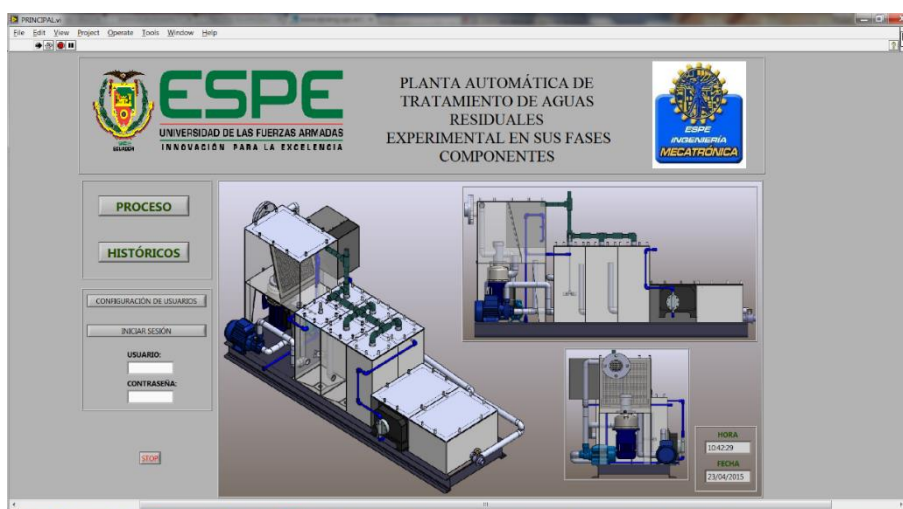 PRINCIPAL.vi
File Edit View Project Operate Tools Window Help
ESPE
UNIVERSIDAD DE LAS FUERZAS ARMADAS
INNOVACIÓN PARA LA EXCELENCIA
ECUADOR
PLANTA AUTOMÁTICA DE
TRATAMIENTO DE AGUAS
RESIDUALES
EXPERIMENTAL EN SUS FASES
COMPONENTES
ESPE
INGENIERÍA
MECATRÓNICA
PROCESO
HISTÓRICOS
CONFIGURACIÓN DE USUARIOS
INICIAR SESIÓN
USUARIO:
CONTRASEÑA:
STOP
HORA
10:42:29
FECHA
23/04/2015